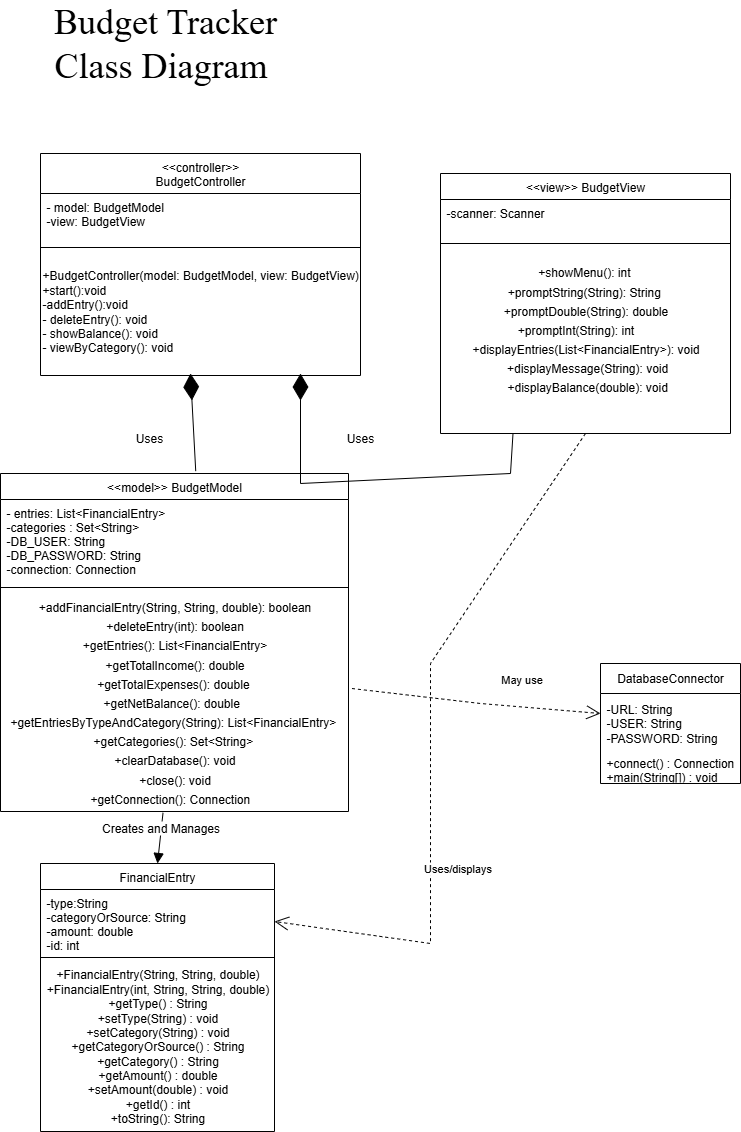 Budget Tracker
Class Diagram
<<controller>>
BudgetController
- model: BudgetModel
-view: BudgetView
+BudgetController(model: BudgetModel, view: BudgetView)
+start():void
-addEntry():void
- deleteEntry(): void
- showBalance(): void
- viewByCategory(): void
<<view>> BudgetView
-scanner: Scanner
+showMenu(): int
+promptString(String): String
+promptDouble(String): double
+promptInt(String): int
+displayEntries(List<FinancialEntry>): void
+displayMessage(String): void
+displayBalance(double): void
Uses
Uses
<<model>> BudgetModel
- entries: List<FinancialEntry>
-categories : Set<String>
-DB_USER: String
-DB_PASSWORD: String
-connection: Connection
+addFinancialEntry(String, String, double): boolean
+deleteEntry(int): boolean
+getEntries(): List<FinancialEntry>
+getTotalIncome(): double
+getTotalExpenses(): double
+getNetBalance(): double
+getEntriesByTypeAndCategory(String): List<FinancialEntry>
+getCategories(): Set<String>
+clearDatabase(): void
+close(): void
+getConnection(): Connection
May use
DatabaseConnector
-URL: String
-USER: String
-PASSWORD: String
+connect() : Connection
+main(String[]) : void
Creates and Manages
Uses/displays
FinancialEntry
-type:String
-categoryOrSource: String
-amount: double
-id: int
+FinancialEntry(String, String, double)
+FinancialEntry(int, String, String, double)
+getType() : String
+setType(String) : void
+setCategory(String) : void
+getCategoryOrSource() : String
+getCategory() : String
+getAmount() : double
+setAmount(double) : void
+getId() : int
+toString(): String